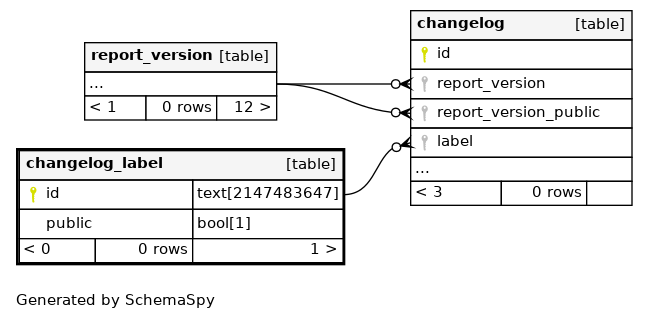 changelog [table]
id
report_version
report_version_public
label
...
< 3 0 rows
report_version [table]
...
< 1 0 rows 12 >
changelog_label [table]
id text[2147483647]
public bool[1]
< 0 0 rows 1 >
Generated by SchemaSpy